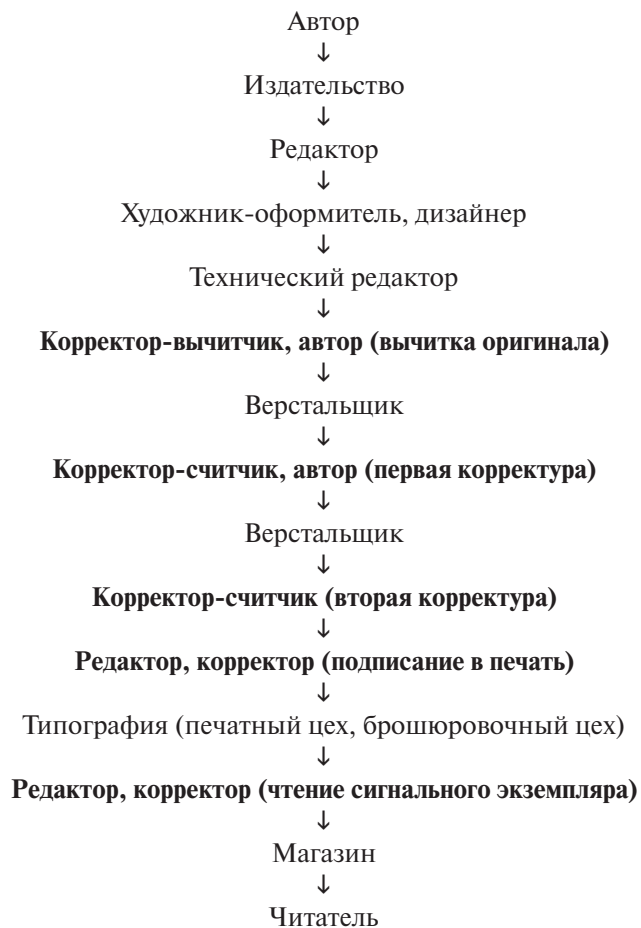 Автор
↓
Издательство
↓
Редактор
↓
Художник-оформитель, дизайнер
↓
Технический редактор
↓
Корректор-вычитчик, автор (вычитка оригинала)
↓
Верстальщик
↓
Корректор-считчик, автор (первая корректура)
↓
Верстальщик
↓
Корректор-считчик (вторая корректура)
↓
Редактор, корректор (подписание в печать)
↓
Типография (печатный цех, брошюровочный цех)
↓
Редактор, корректор (чтение сигнального экземпляра)
↓
Магазин
↓
Читатель